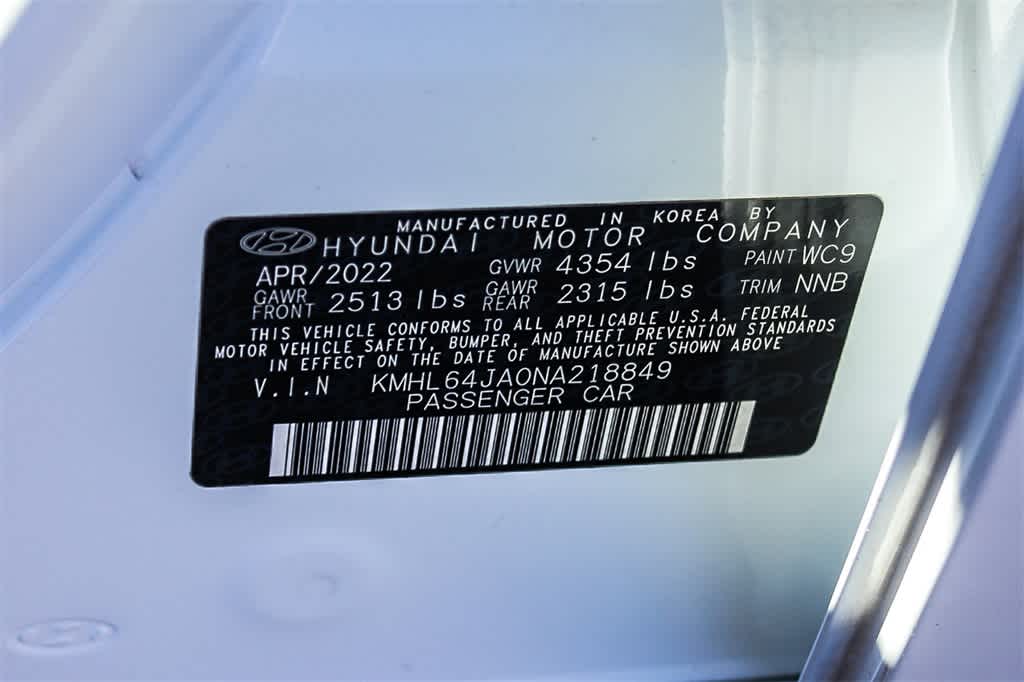 MANUFACTURED IN KOREA BY
HYUNDAI MOTOR COMPANY
APR/2022 GVWR 4354 lbs PAINT WC9
GAWR FRONT 2513 lbs GAWR REAR 2315 lbs TRIM NNB
THIS VEHICLE CONFORMS TO ALL APPLICABLE U.S.A. FEDERAL
MOTOR VEHICLE SAFETY, BUMPER, AND THEFT PREVENTION STANDARDS
IN EFFECT ON THE DATE OF MANUFACTURE SHOWN ABOVE
V.I.N KMHL64JA0NA218849
PASSENGER CAR